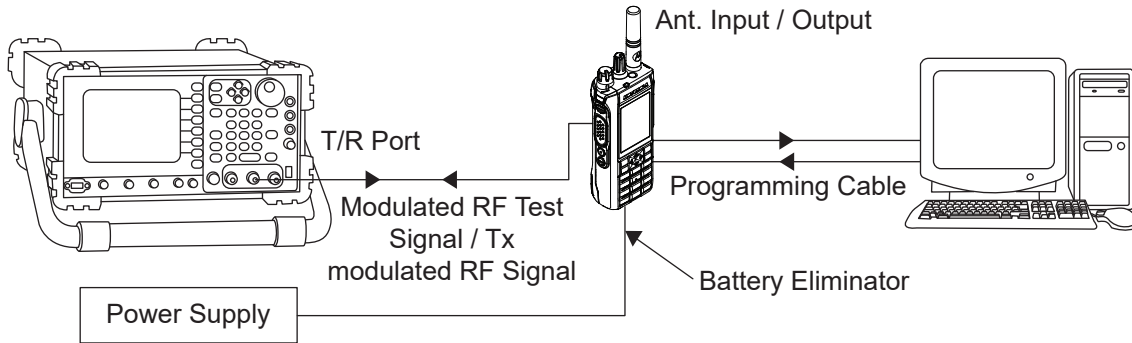 Ant. Input / Output
T/R Port
Programming Cable
Modulated RF Test
Signal / Tx
modulated RF Signal
Battery Eliminator
Power Supply